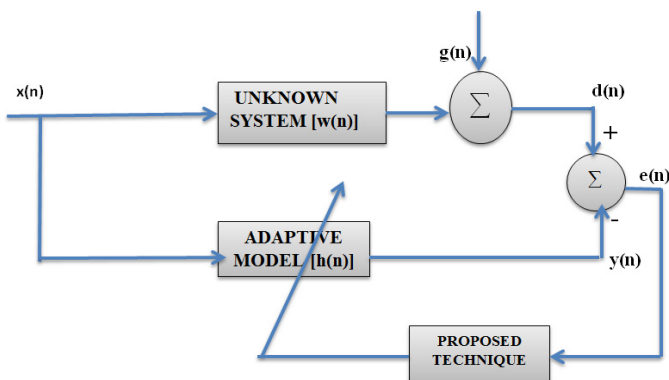 g(n)
x(n)
UNKNOWN
SYSTEM [w(n)]
Σ
d(n)
+
Σ
e(n)
-
ADAPTIVE
MODEL [h(n)]
y(n)
PROPOSED
TECHNIQUE